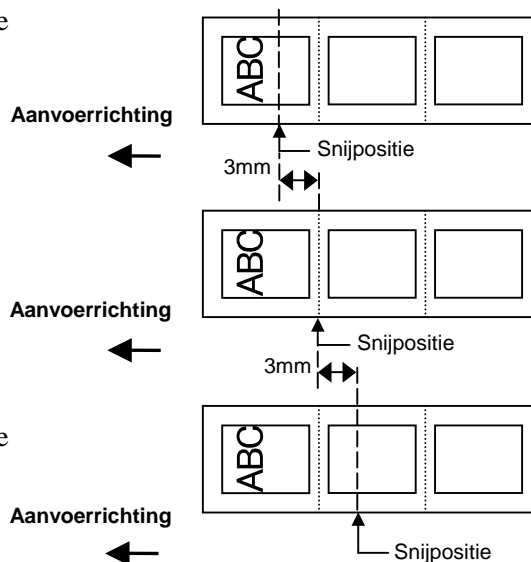 e
ABC
Aanvoerrichting
Snijpositie
3mm
ABC
Aanvoerrichting
Snijpositie
3mm
e
ABC
Aanvoerrichting
Snijpositie